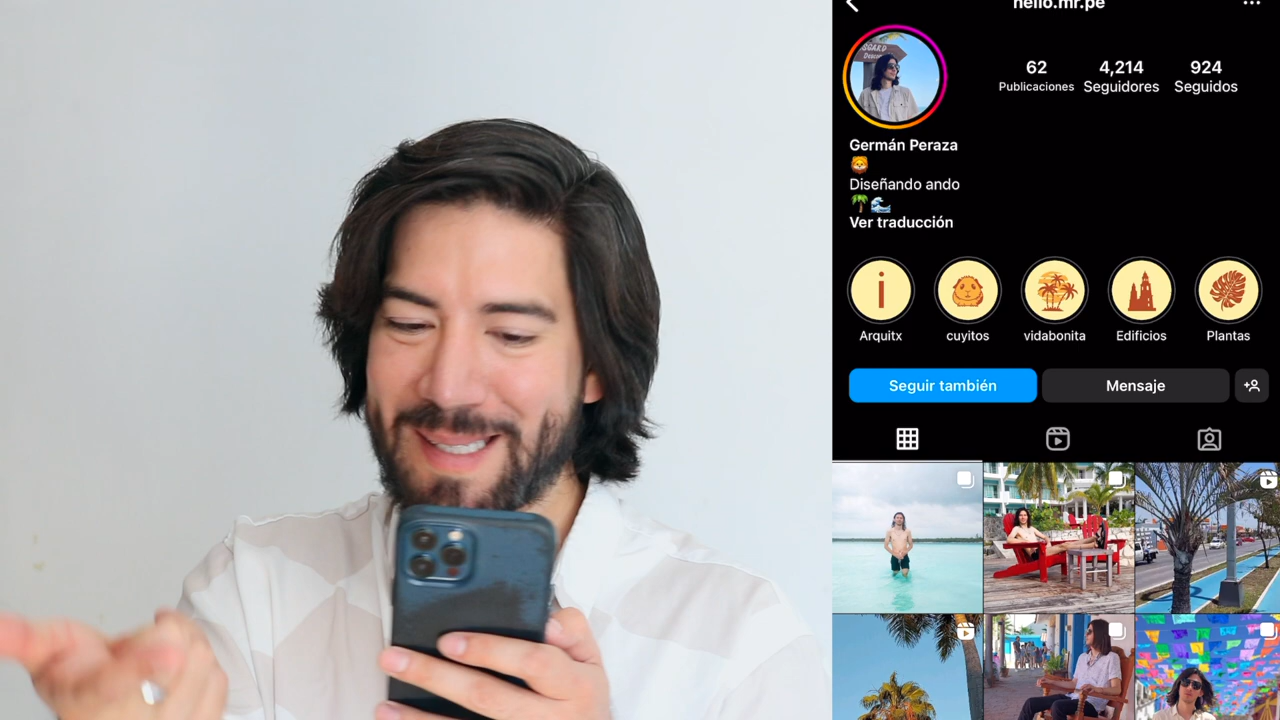 hello.mr.pe
62
Publicaciones
4,214
Seguidores
924
Seguidos
Germán Peraza
Diseñando ando
Ver traducción
i
Arquitx
cuyitos
vidabonita
Edificios
Plantas
Seguir también
Mensaje